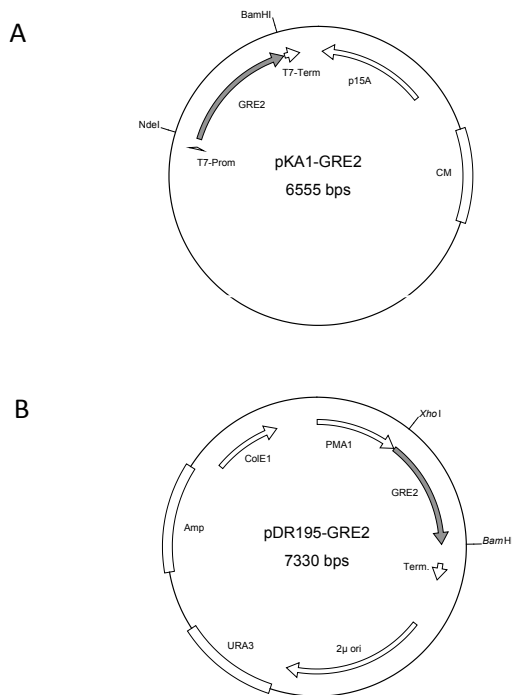 A
BamHI
T7-Term
p15A
GRE2
NdeI
T7-Prom
pKA1-GRE2
CM
6555 bps
B
XhoI
PMA1
ColE1
GRE2
Amp
pDR195-GRE2
BamH
7330 bps
Term.
URA3
2µ ori